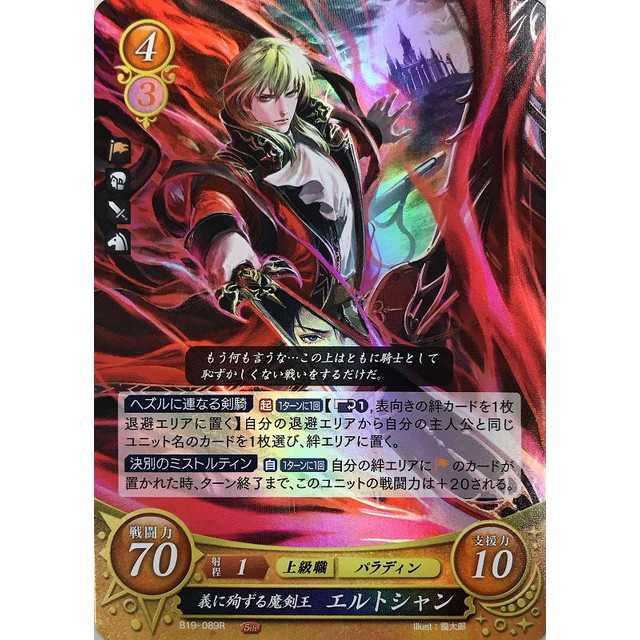 4
3
もう何も言うな…この上はともに騎士として
恥ずかしくない戦いをするだけだ。
ヘズルに連なる剣騎 起 1ターンに1回【1,表向きの絆カードを1枚
退避エリアに置く】自分の退避エリアから自分の主人公と同じ
ユニット名のカードを1枚選び、絆エリアに置く。
決別のミストルティン 自 1ターンに1回 自分の絆エリアに のカードが
置かれた時、ターン終了まで、このユニットの戦闘力は+20される。
戦闘力
70
射程 1
上級職
パラディン
支援力
10
義に殉ずる魔剣王 エルトシャン
B19-089R
5th
Illust:龍太郎